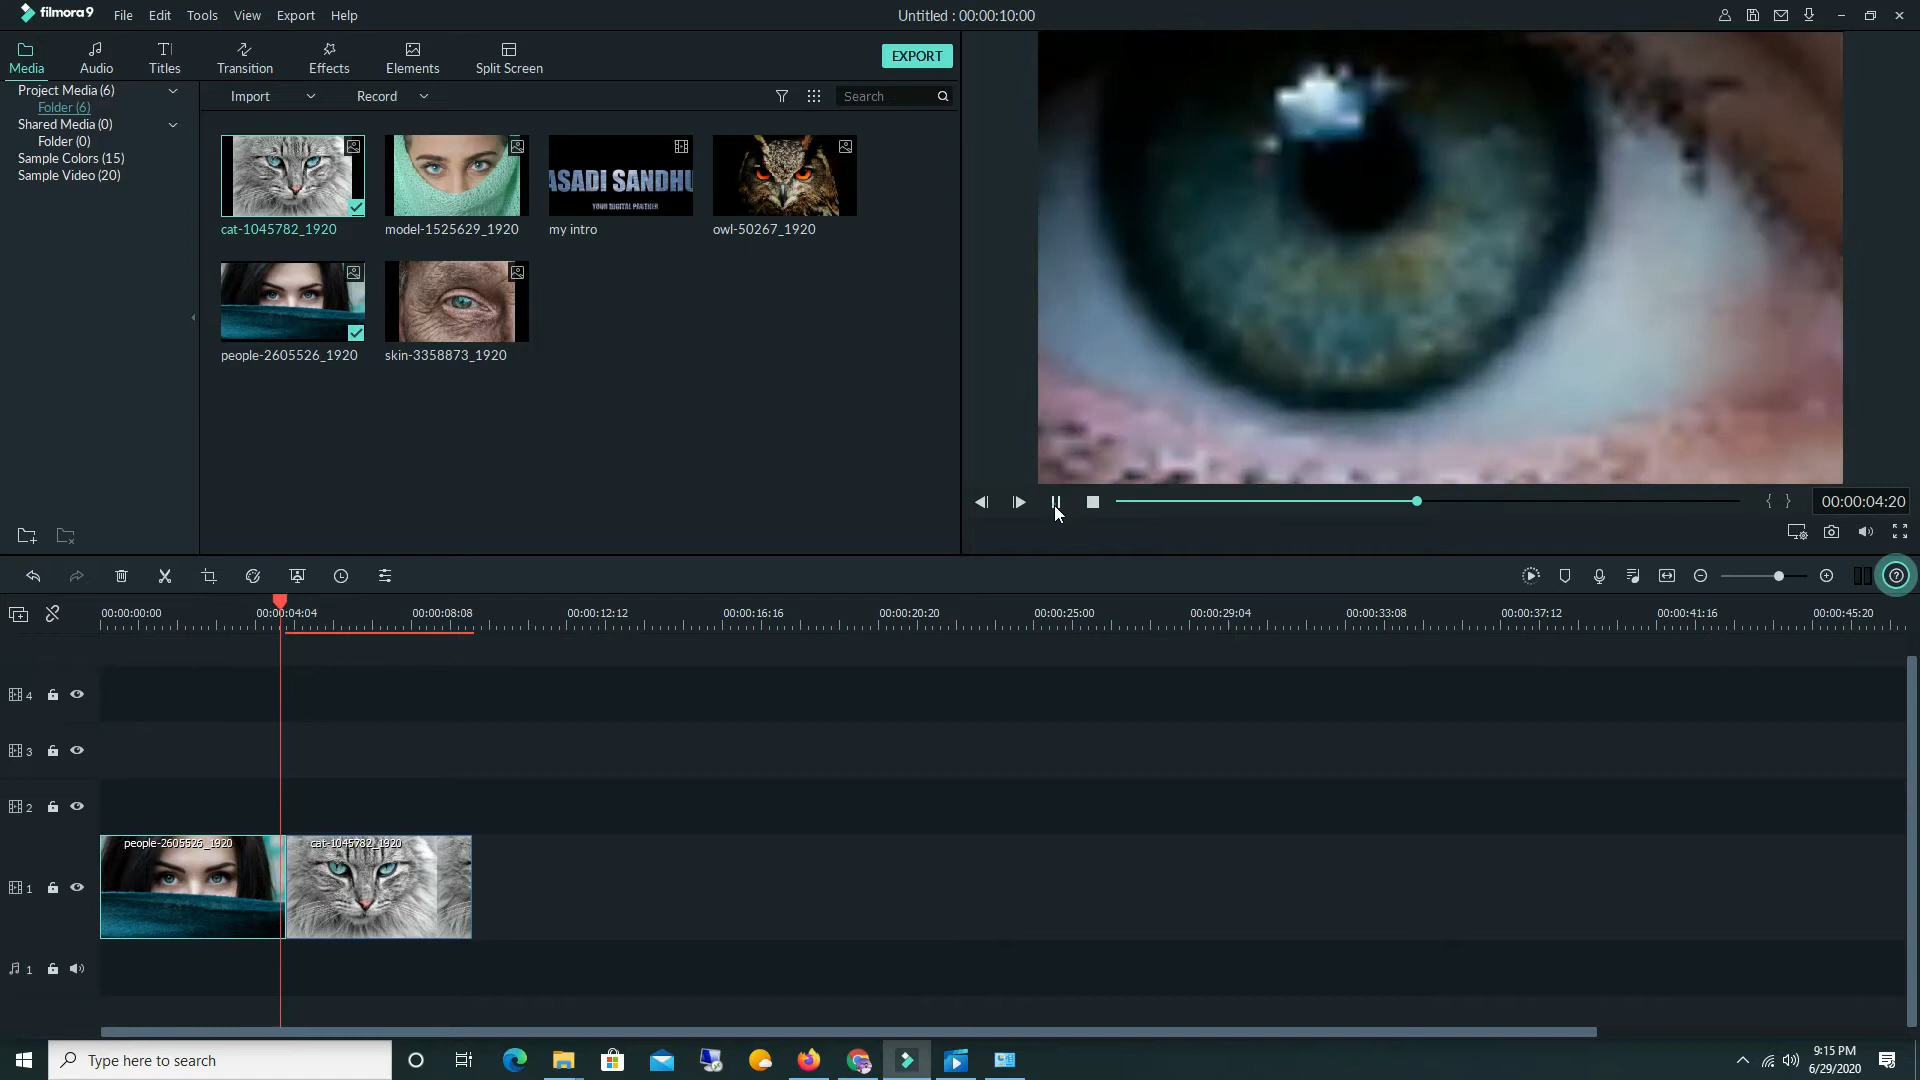 filmora9 File Edit Tools View Export Help Untitled : 00:00:10:00
Media Audio Titles Transition Effects Elements Split Screen EXPORT
Project Media (6)
Folder (6)
Shared Media (0)
Folder (0)
Sample Colors (15)
Sample Video (20)
Import Record Search
ASADI SANDHU
YOUR DIGITAL PARTNER
cat-1045782_1920 model-1525629_1920 my intro owl-50267_1920
people-2605526_1920 skin-3358873_1920
{ } 00:00:04:20
00:00:00:00 00:00:04:04 00:00:08:08 00:00:12:12 00:00:16:16 00:00:20:20 00:00:25:00 00:00:29:04 00:00:33:08 00:00:37:12 00:00:41:16 00:00:45:20
4
3
2
people-2605526_1920 cat-1045782_1920
1
1
Type here to search
9:15 PM
6/29/2020